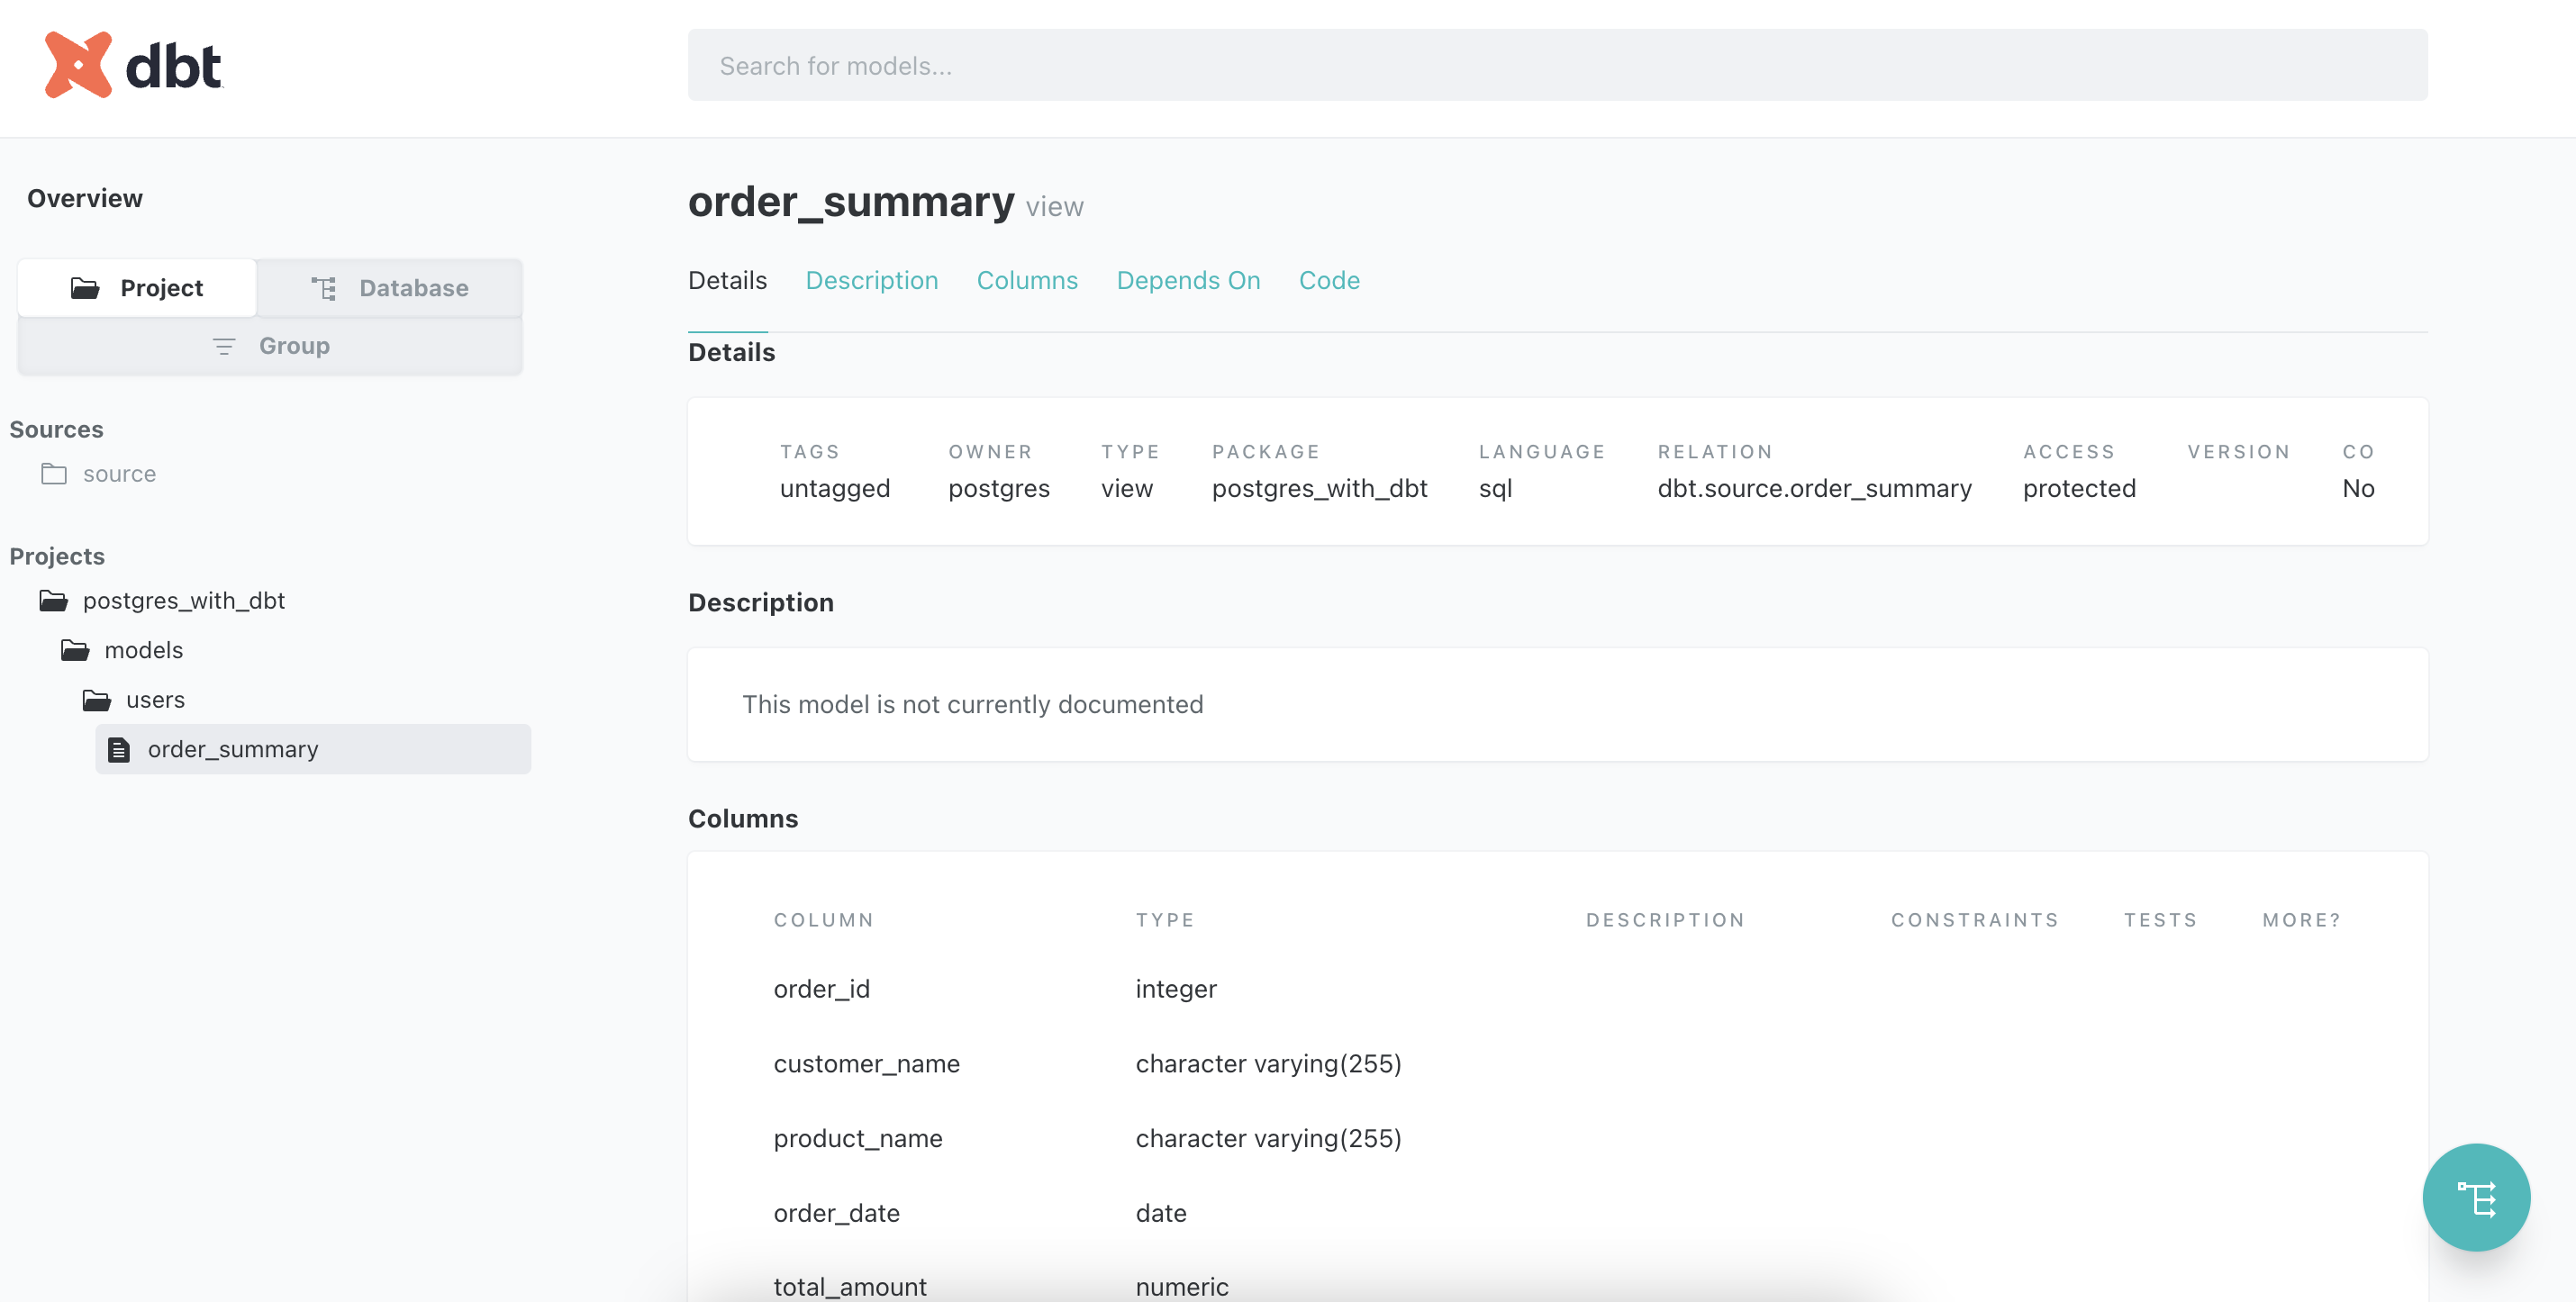 dbt
Search for models...
Overview
Project Database
Group
Sources
source
Projects
postgres_with_dbt
models
users
order_summary
order_summary view
Details Description Columns Depends On Code
Details
TAGS OWNER TYPE PACKAGE LANGUAGE RELATION ACCESS VERSION CO
untagged postgres view postgres_with_dbt sql dbt.source.order_summary protected No
Description
This model is not currently documented
Columns
COLUMN TYPE DESCRIPTION CONSTRAINTS TESTS MORE?
order_id integer
customer_name character varying(255)
product_name character varying(255)
order_date date
total_amount numeric